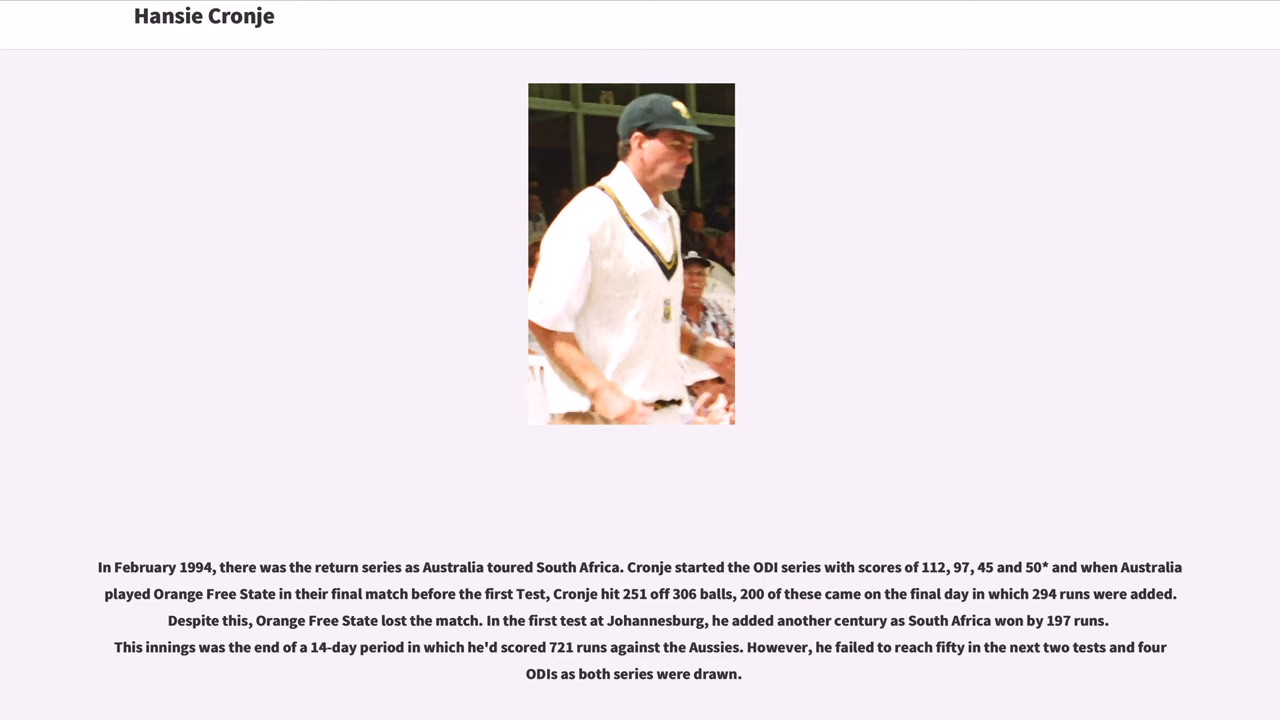 Hansie Cronje
In February 1994, there was the return series as Australia toured South Africa. Cronje started the ODI series with scores of 112, 97, 45 and 50* and when Australia
played Orange Free State in their final match before the first Test, Cronje hit 251 off 306 balls, 200 of these came on the final day in which 294 runs were added.
Despite this, Orange Free State lost the match. In the first test at Johannesburg, he added another century as South Africa won by 197 runs.
This innings was the end of a 14-day period in which he'd scored 721 runs against the Aussies. However, he failed to reach fifty in the next two tests and four
ODIs as both series were drawn.